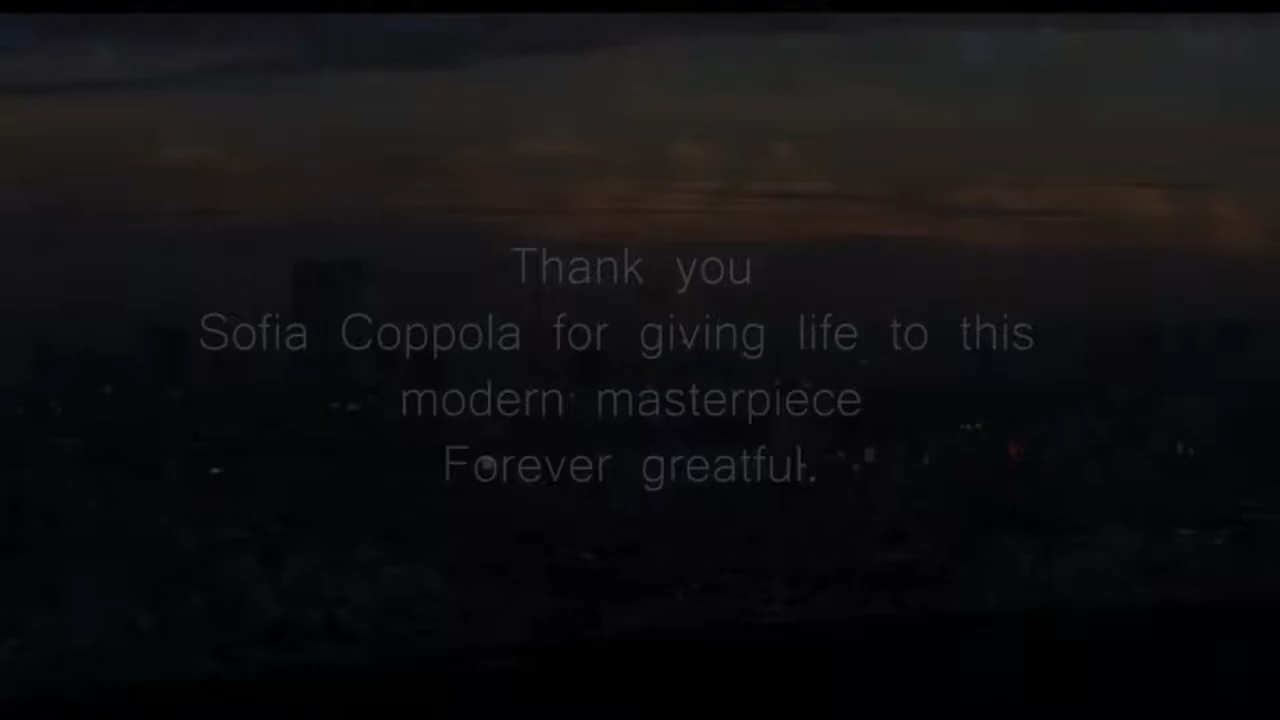 Thank you
Sofia Coppola for giving life to this
modern masterpiece
Forever greatful.